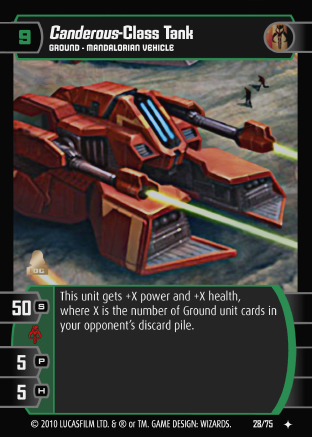 9 Canderous-Class Tank
GROUND - MANDALORIAN VEHICLE
This unit gets +X power and +X health,
where X is the number of Ground unit cards in
your opponent's discard pile.
50 S
5 P
5 H
© 2010 LUCASFILM LTD. & ® or TM. GAME DESIGN: WIZARDS. 28/75